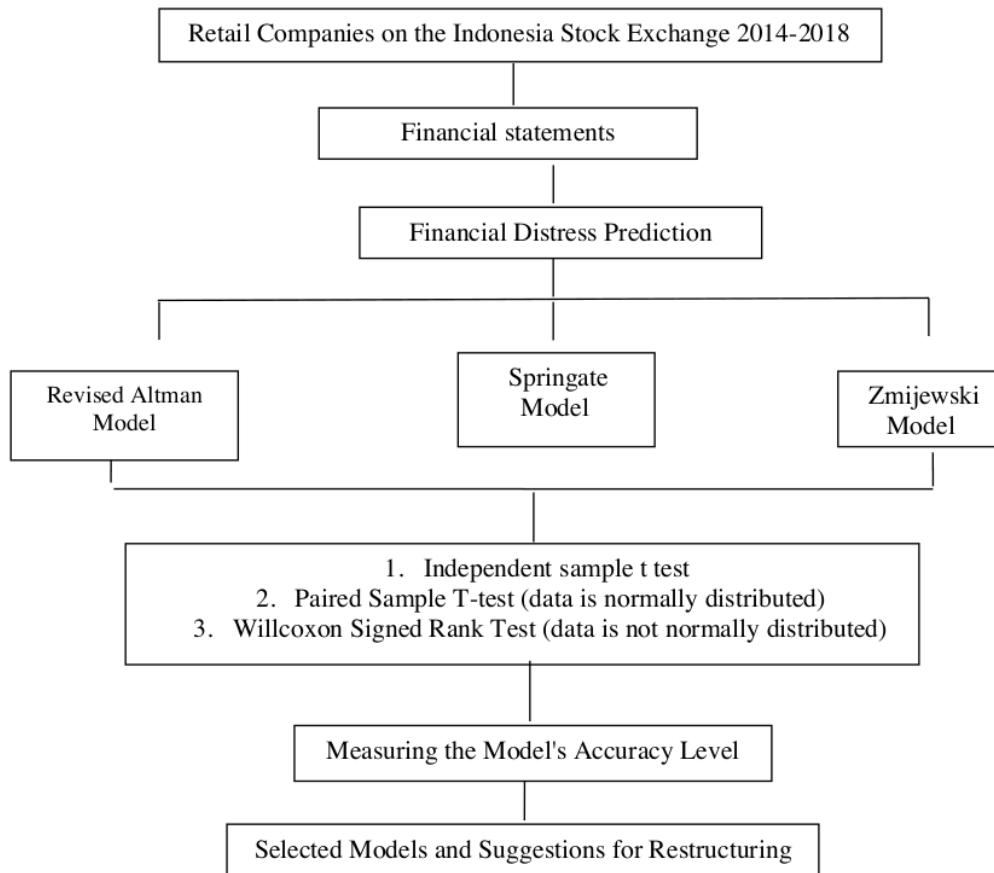 Retail Companies on the Indonesia Stock Exchange 2014-2018
Financial statements
Financial Distress Prediction
Revised Altman
Model
Springate
Model
Zmijewski
Model
1. Independent sample t test
2. Paired Sample T-test (data is normally distributed)
3. Willcoxon Signed Rank Test (data is not normally distributed)
Measuring the Model's Accuracy Level
Selected Models and Suggestions for Restructuring